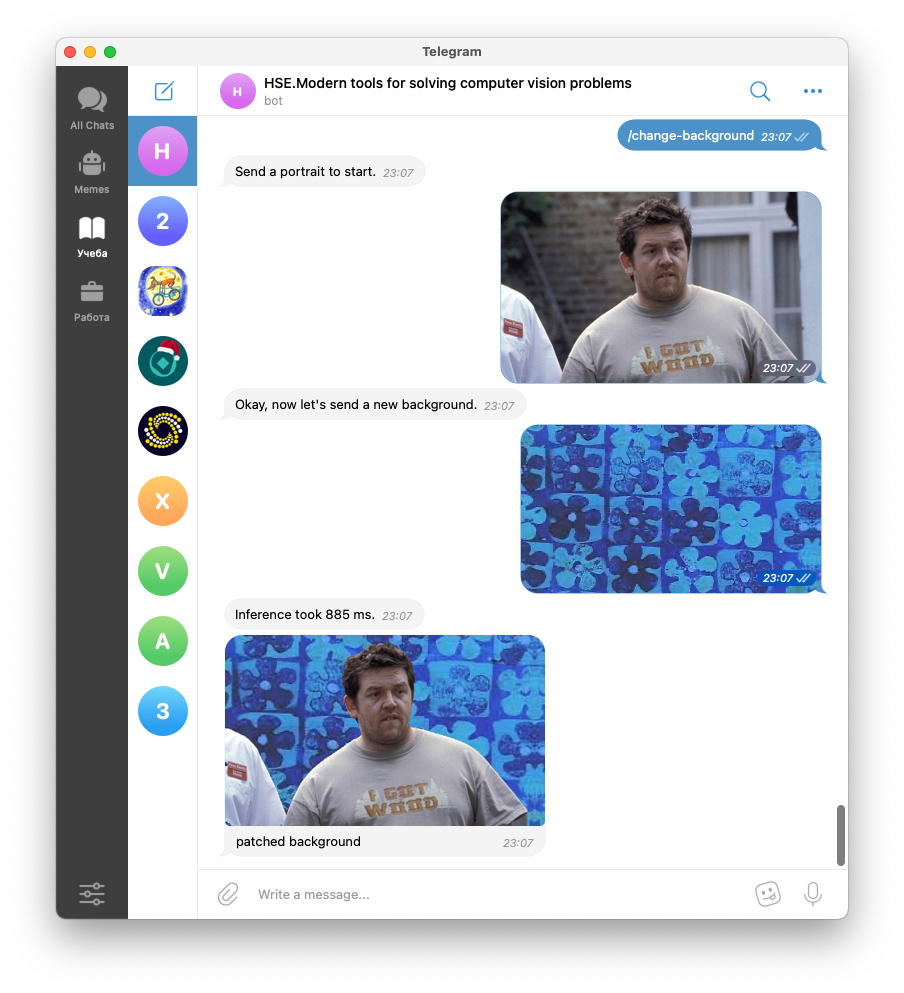 Telegram
All Chats
Memes
Учеба
Работа
H
2
X
V
A
3
H
HSE.Modern tools for solving computer vision problems
bot
/change-background 23:07
Send a portrait to start. 23:07
I GOT
WOOD
23:07
Okay, now let's send a new background. 23:07
23:07
Inference took 885 ms. 23:07
I GOT
WOOD
patched background 23:07
Write a message...